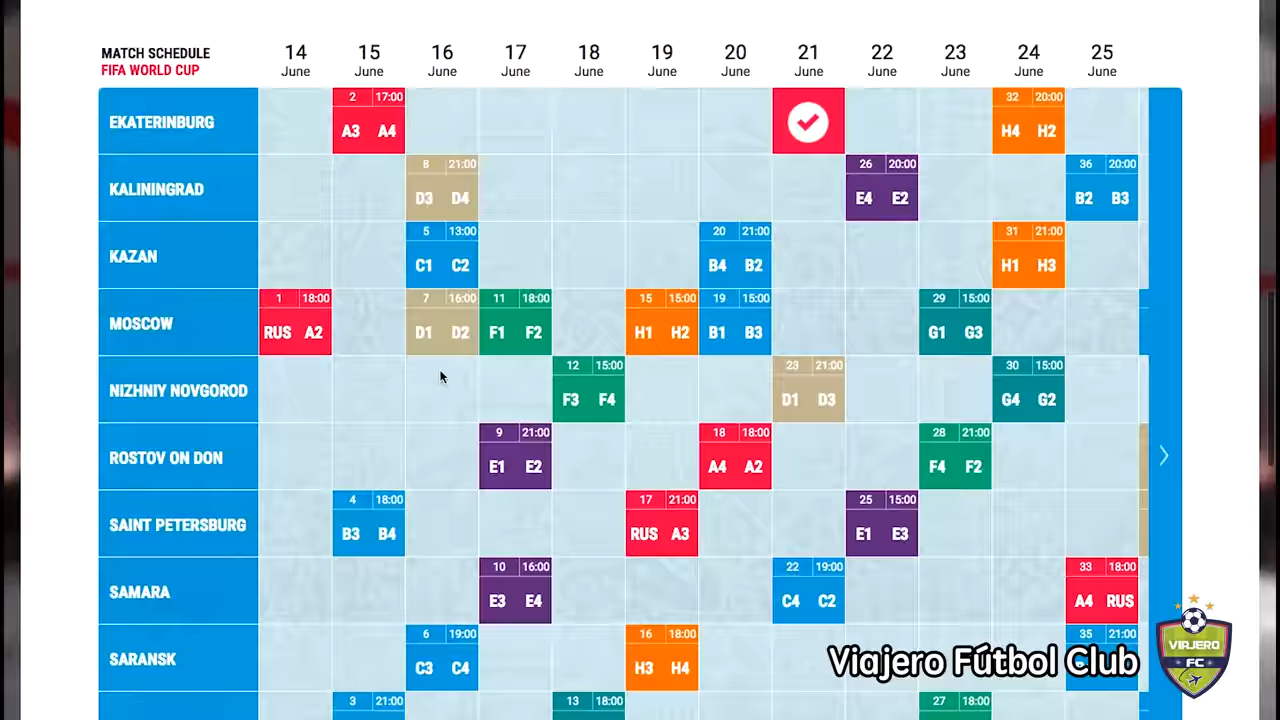 MATCH SCHEDULE
FIFA WORLD CUP
14 15 16 17 18 19 20 21 22 23 24 25
June June June June June June June June June June June June
EKATERINBURG
2 17:00
A3 A4
32 20:00
H4 H2
KALININGRAD
8 21:00
D3 D4
26 20:00
E4 E2
36 20:00
B2 B3
KAZAN
5 13:00
C1 C2
20 21:00
B4 B2
31 21:00
H1 H3
MOSCOW
1 18:00
RUS A2
7 16:00
D1 D2
11 18:00
F1 F2
15 15:00
H1 H2
19 15:00
B1 B3
29 15:00
G1 G3
NIZHNIY NOVGOROD
12 15:00
F3 F4
23 21:00
D1 D3
30 15:00
G4 G2
ROSTOV ON DON
9 21:00
E1 E2
18 18:00
A4 A2
28 21:00
F4 F2
SAINT PETERSBURG
4 18:00
B3 B4
17 21:00
RUS A3
25 15:00
E1 E3
SAMARA
10 16:00
E3 E4
22 19:00
C4 C2
33 18:00
A4 RUS
SARANSK
6 19:00
C3 C4
16 18:00
H3 H4
35 21:00
3 21:00
13 18:00
27 18:00
Viajero Fútbol Club
VIAJERO
FC